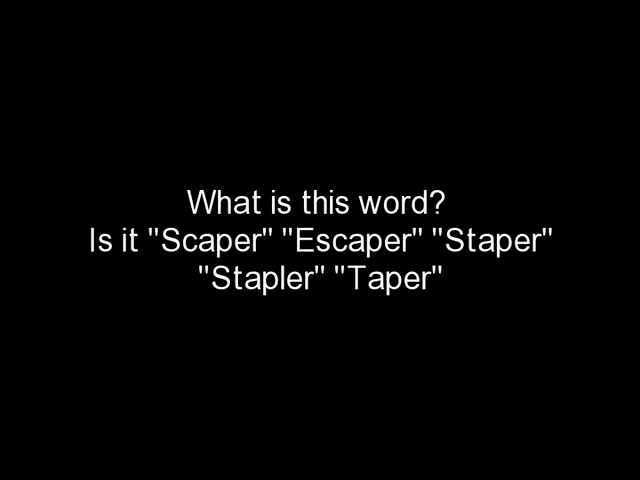 What is this word?
Is it "Scaper" "Escaper" "Staper"
"Stapler" "Taper"